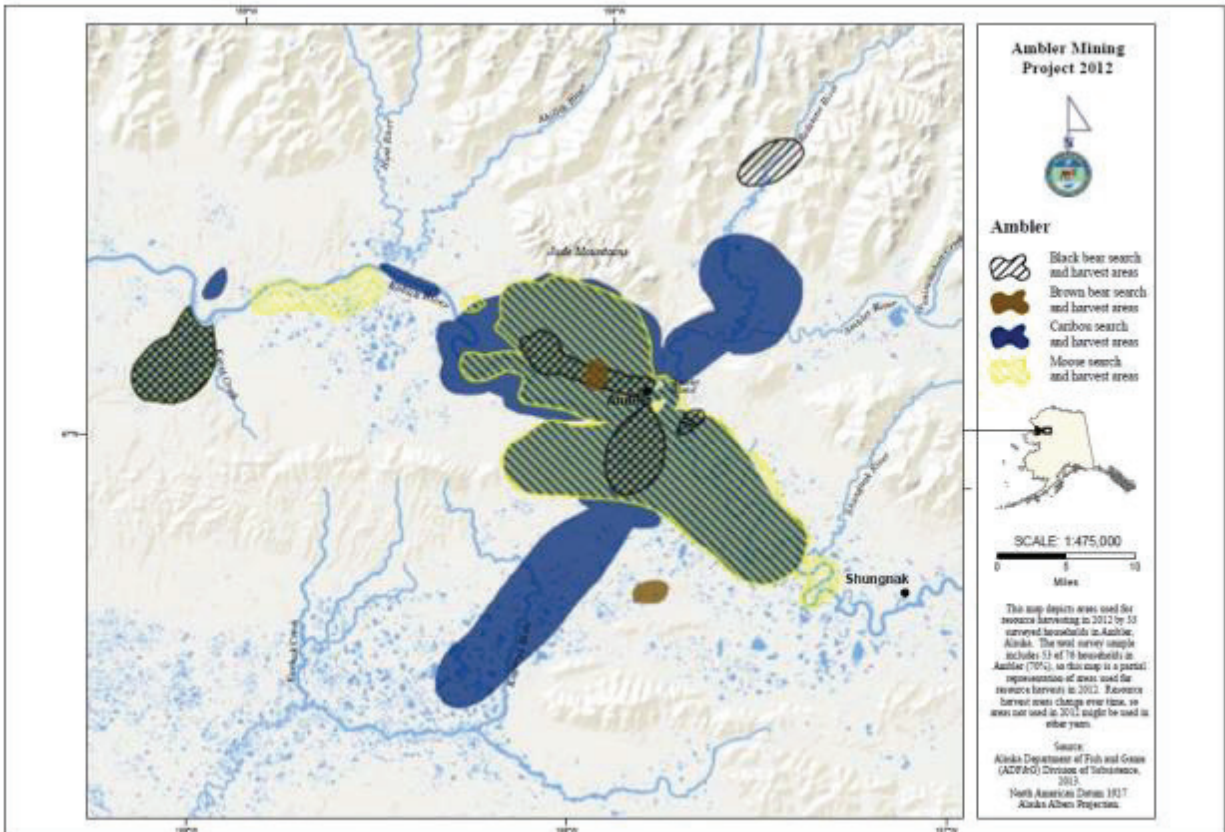 Ambler Mining
Project 2012
N
Ambler
Black bear search
and harvest areas
Brown bear search
and harvest areas
Caribou search
and harvest areas
Moose search
and harvest areas
SCALE: 1:475,000
0 5 10
Miles
This map depicts areas used for
resource harvesting in 2012 by 53
surveyed households in Ambler,
Alaska. The total survey sample
includes 53 of 76 households in
Ambler (70%), so this map is a partial
representation of areas used for
resource harvests in 2012. Resource
harvest areas change over time, so
areas not used in 2012 might be used in
other years.
Source:
Alaska Department of Fish and Game
(ADF&G) Division of Subsistence,
2013.
North American Datum 1927
Alaska Albers Projection.
Hunt River
Akillik River
Redstone River
Jade Mountains
Kobuk River
Ambler River
Ambler
Shungnak River
Shungnak